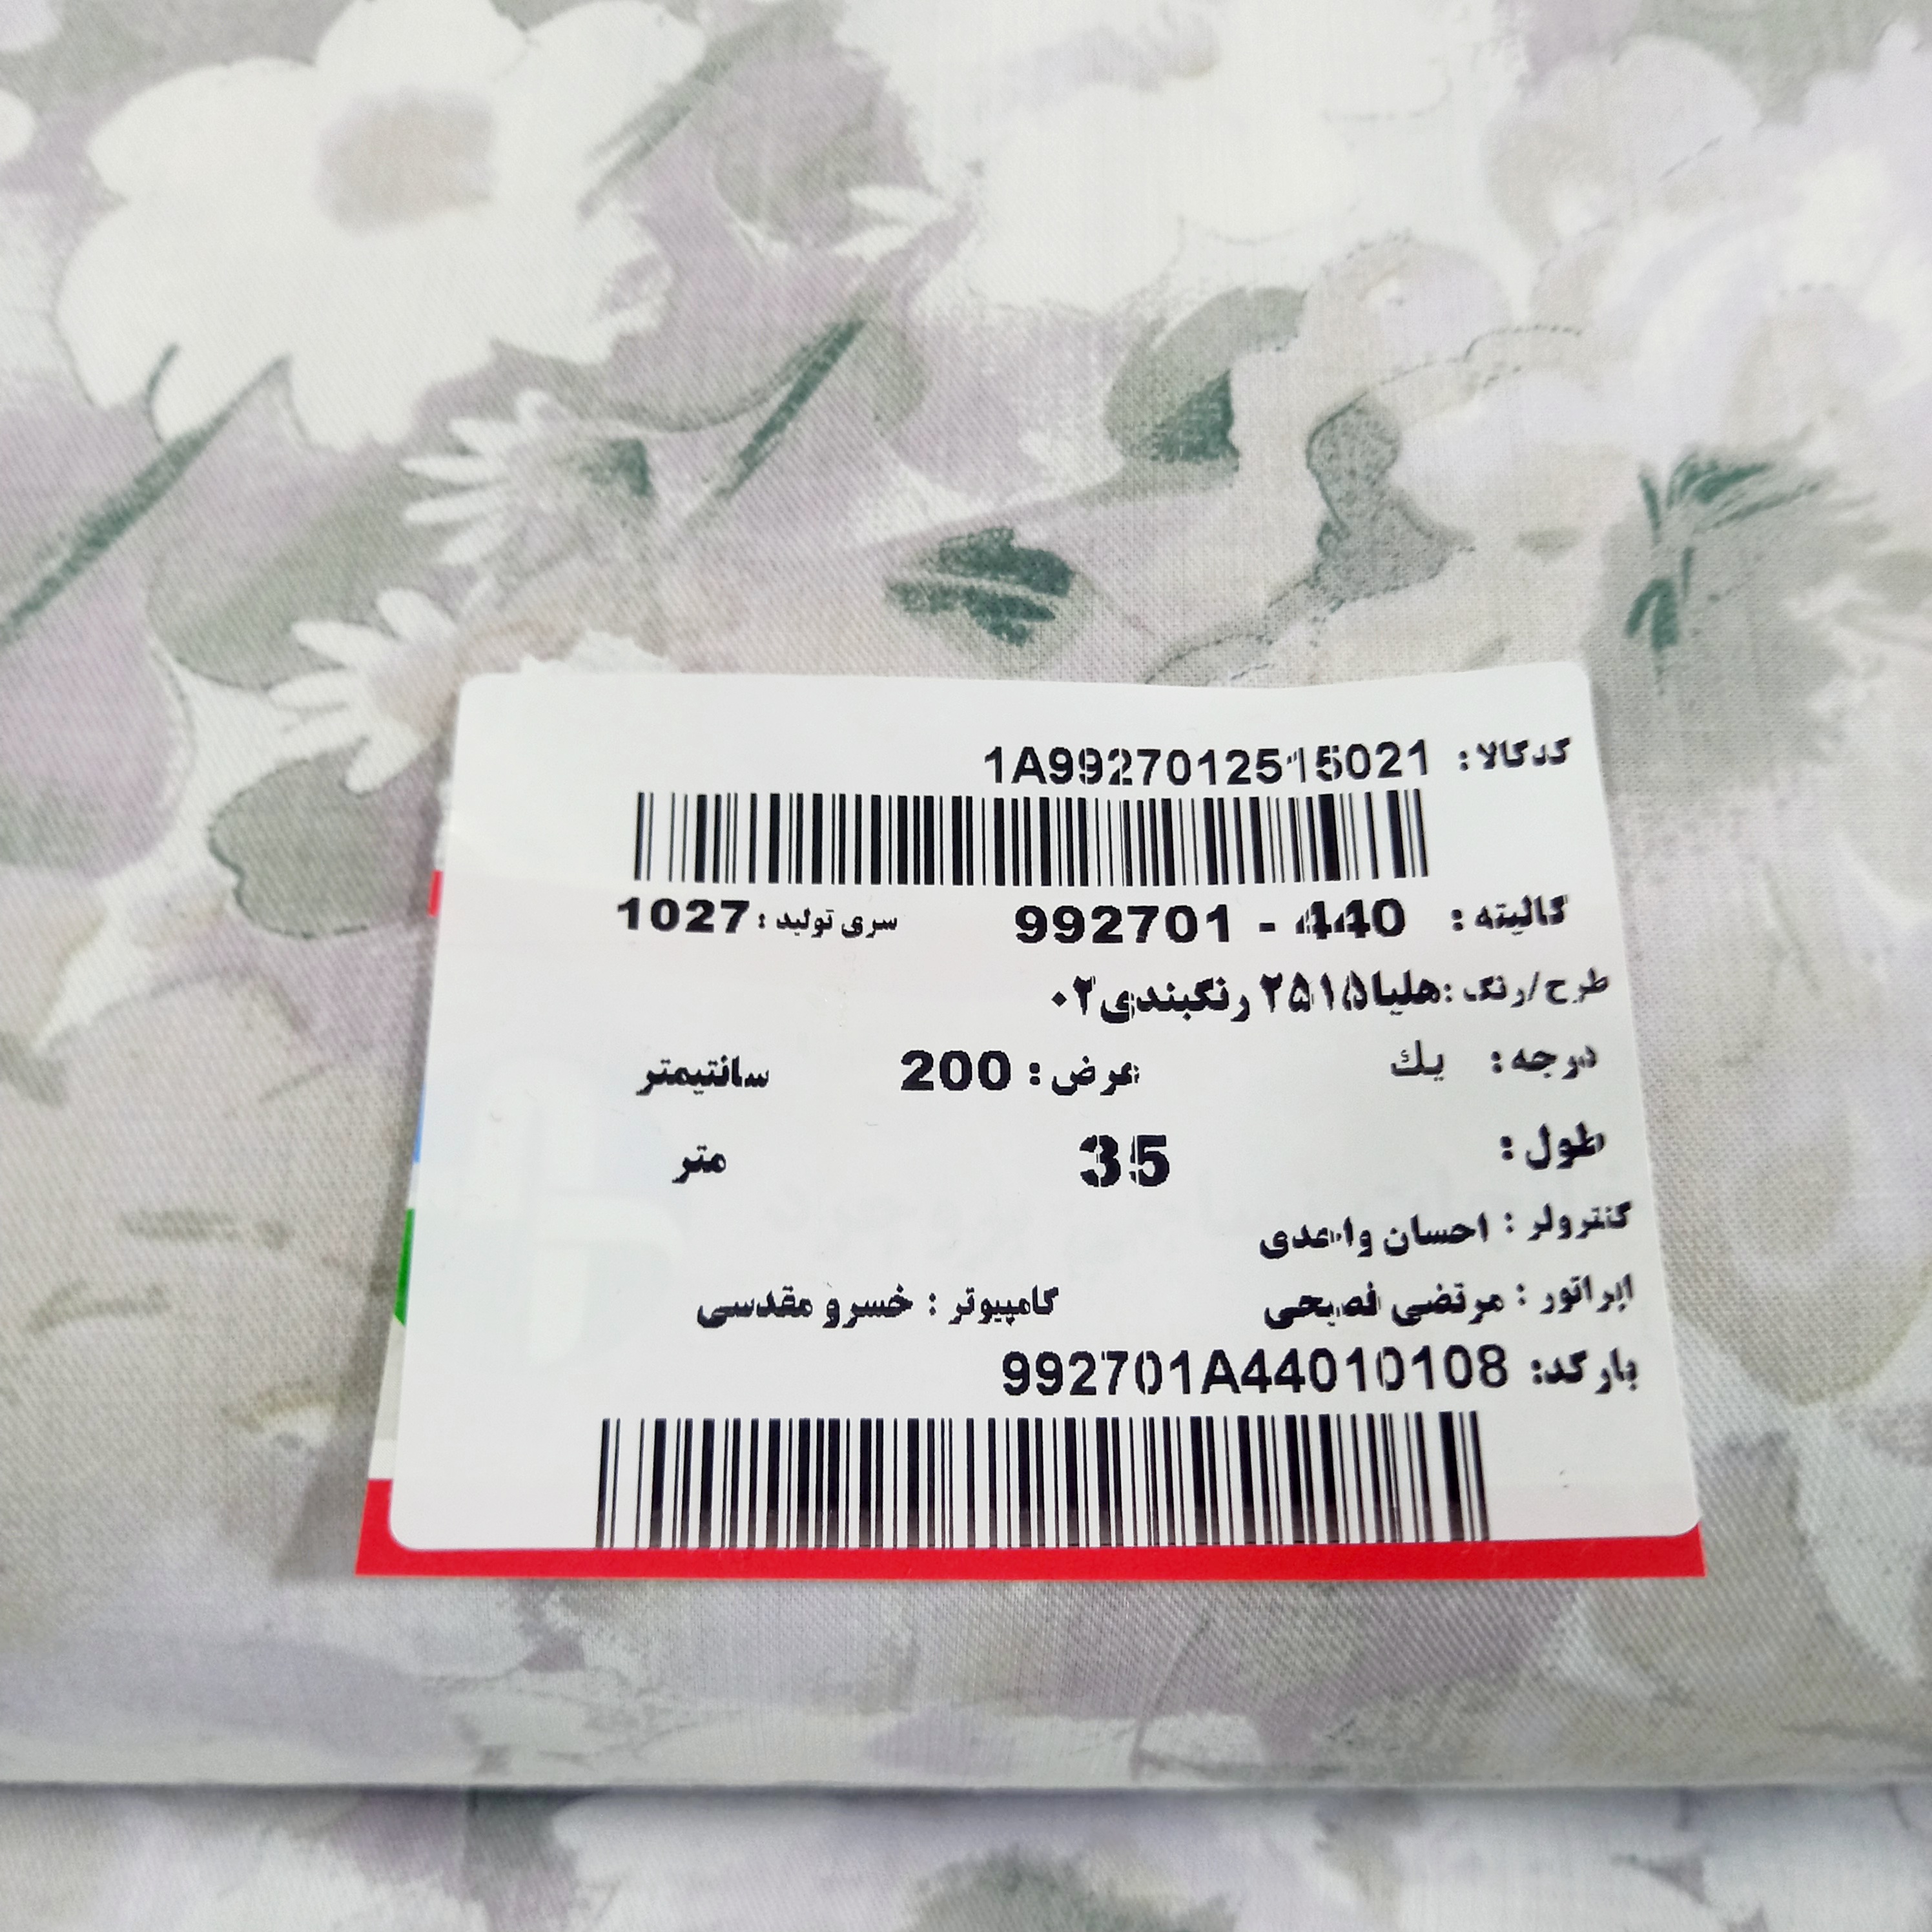 کدکالا: 1A9927012515021
کالیته: 992701 - 440 سری تولید: 1027
طرح/رنگ: هلیا۲۵۱۵ رنگبندی۰۲
درجه: یك عرض: 200 سانتیمتر
طول: 35 متر
کنترولر: احسان واعدی
اپراتور: مرتضی فصیحی کامپیوتر: خسرو مقدسی
بارکد: 992701A44010108